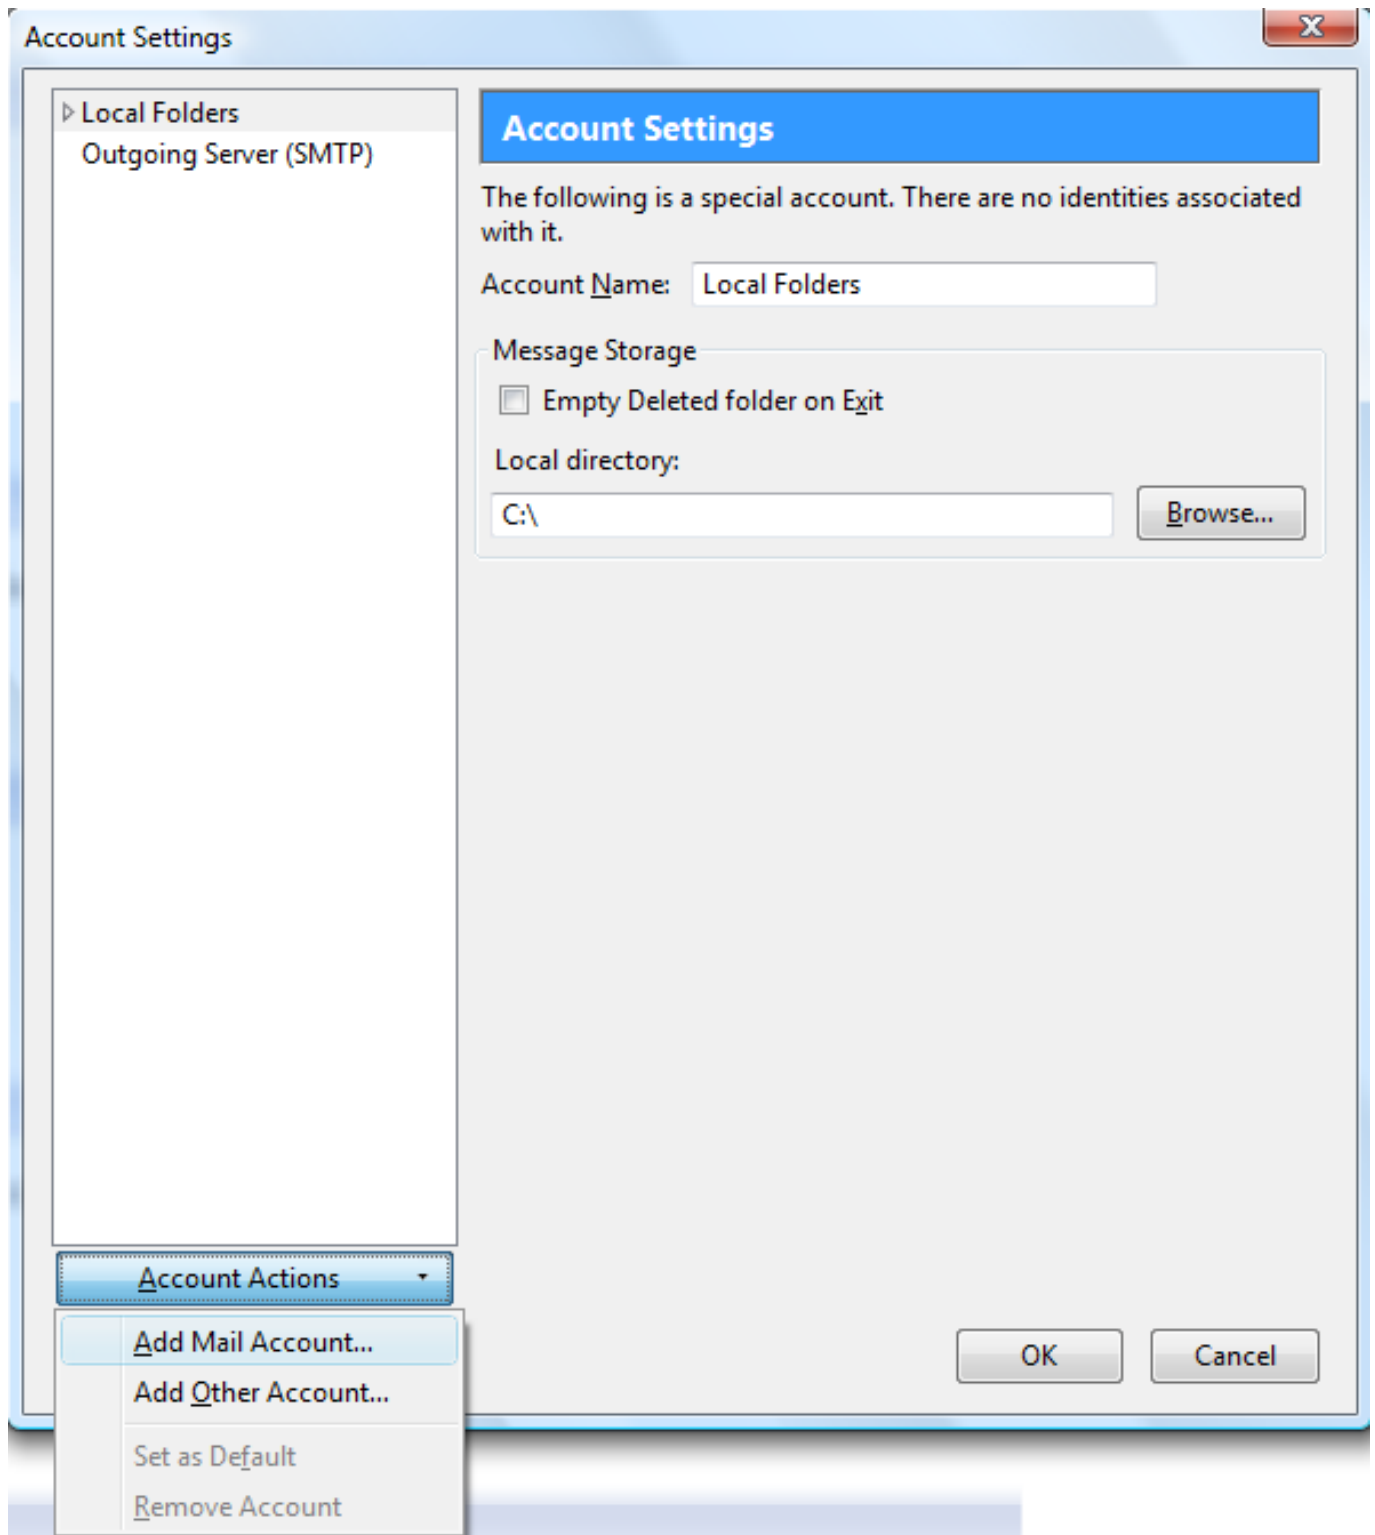 Account Settings
Local Folders
Outgoing Server (SMTP)
Account Settings
The following is a special account. There are no identities associated
with it.
Account Name: Local Folders
Message Storage
Empty Deleted folder on Exit
Local directory:
C:\
Browse...
Account Actions
Add Mail Account...
Add Other Account...
Set as Default
Remove Account
OK
Cancel